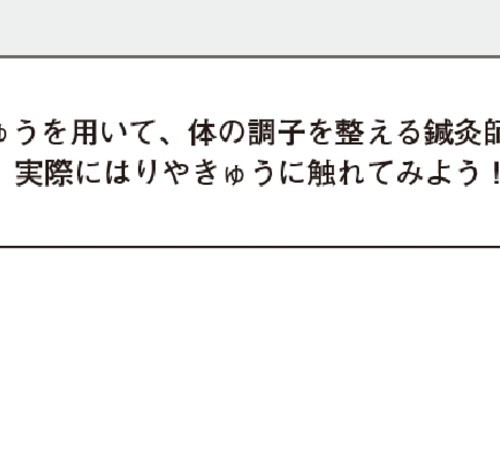 ゅうを用いて、体の調子を整える鍼灸師
実際にはりやきゅうに触れてみよう！